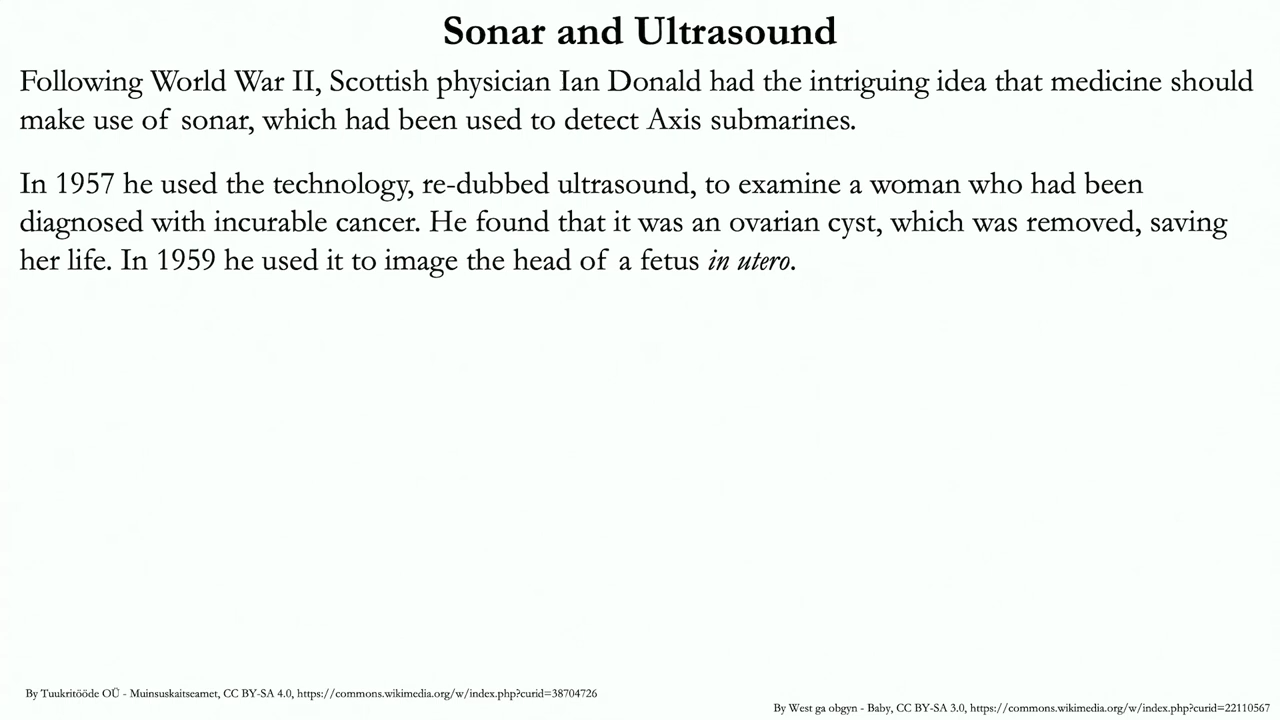 Sonar and Ultrasound
Following World War II, Scottish physician Ian Donald had the intriguing idea that medicine should
make use of sonar, which had been used to detect Axis submarines.
In 1957 he used the technology, re-dubbed ultrasound, to examine a woman who had been
diagnosed with incurable cancer. He found that it was an ovarian cyst, which was removed, saving
her life. In 1959 he used it to image the head of a fetus in utero.
By Tuukritööde OÜ - Muinsuskaitseamet, CC BY-SA 4.0, https://commons.wikimedia.org/w/index.php?curid=38704726
By West ga obgyn - Baby, CC BY-SA 3.0, https://commons.wikimedia.org/w/index.php?curid=22110567